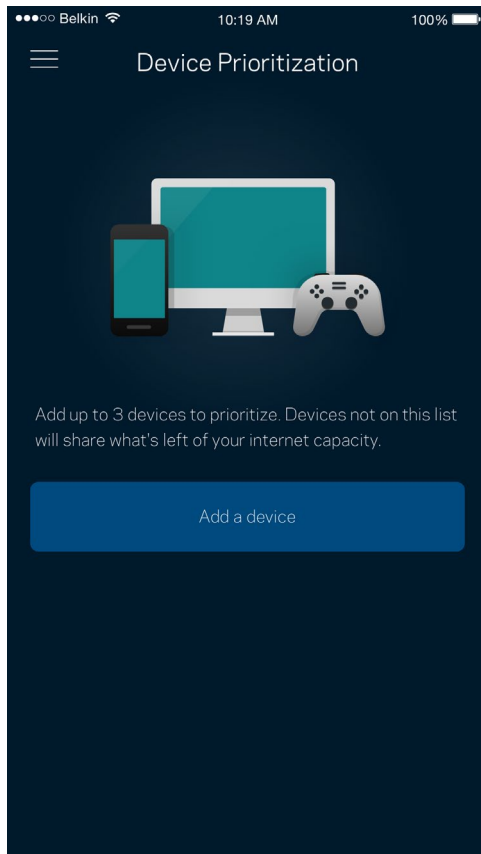 Belkin 10:19 AM 100%
Device Prioritization
Add up to 3 devices to prioritize. Devices not on this list
will share what's left of your internet capacity.
Add a device